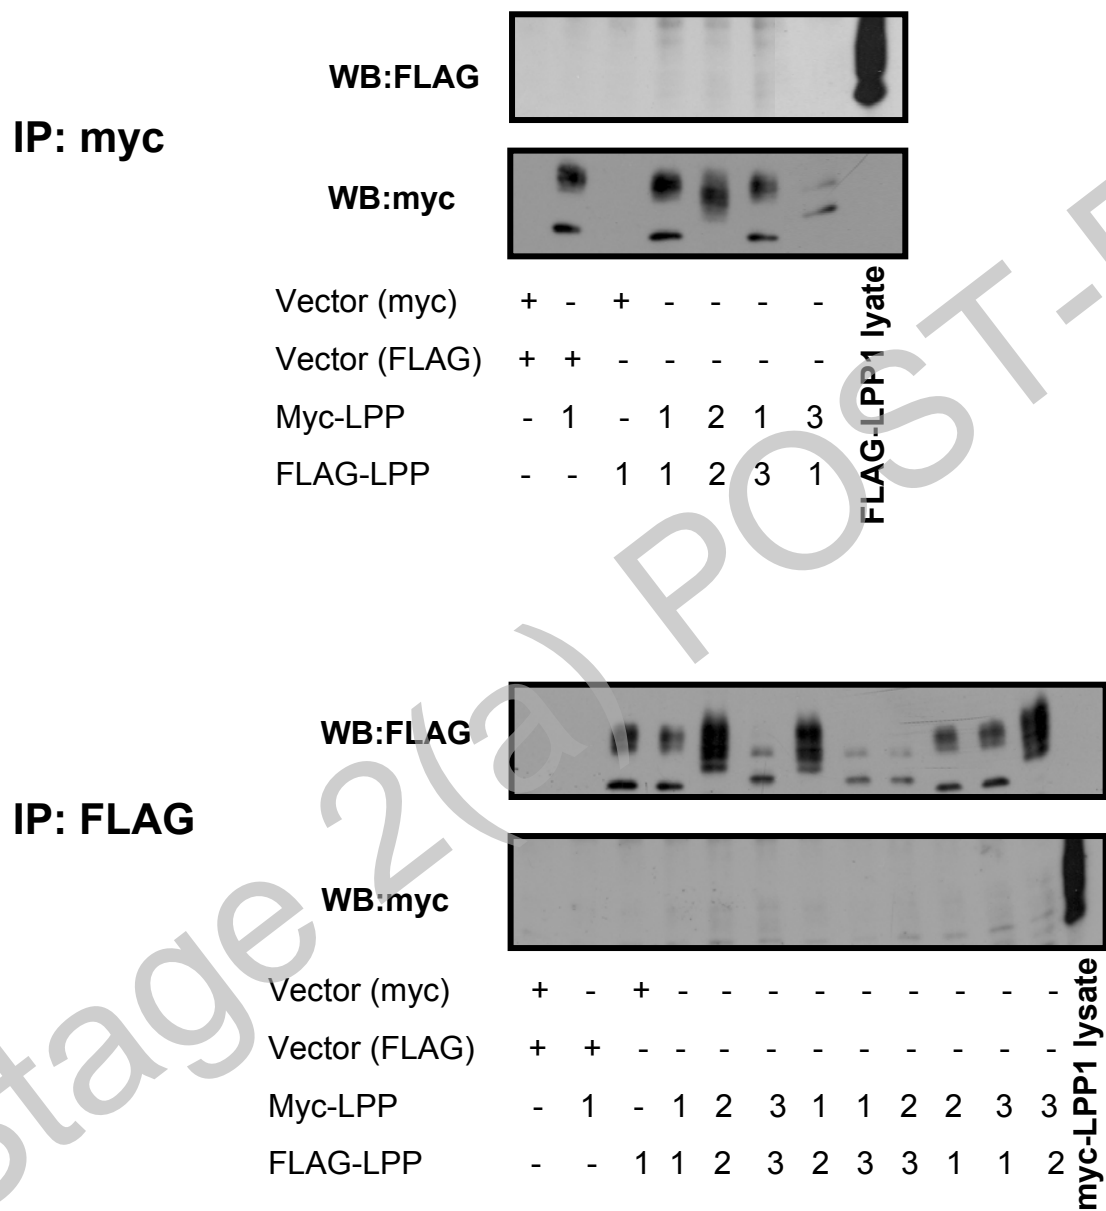 WB:FLAG
IP: myc
WB:myc
Vector (myc) + - + - - - -
Vector (FLAG) + + - - - - -
Myc-LPP - 1 - 1 2 1 3
FLAG-LPP - - 1 1 2 3 1
FLAG-LPP1 lyate
WB:FLAG
IP: FLAG
WB:myc
Vector (myc) + - + - - - - - - - - -
Vector (FLAG) + + - - - - - - - - - -
Myc-LPP - 1 - 1 2 3 1 1 2 2 3 3
FLAG-LPP - - 1 1 2 3 2 3 3 1 1 2
myc-LPP1 lysate
Stage 2(a) POST-